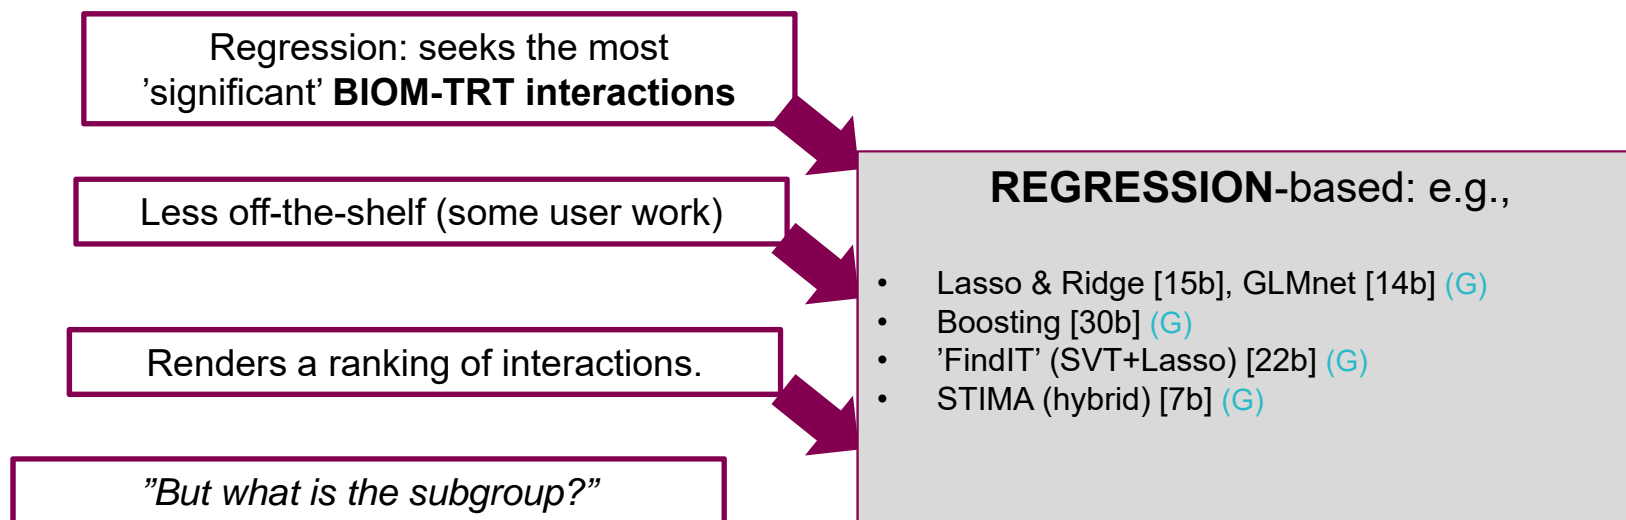 Regression: seeks the most
’significant’ BIOM-TRT interactions
Less off-the-shelf (some user work)
Renders a ranking of interactions.
”But what is the subgroup?”
REGRESSION-based: e.g.,
• Lasso & Ridge [15b], GLMnet [14b] (G)
• Boosting [30b] (G)
• ’FindIT’ (SVT+Lasso) [22b] (G)
• STIMA (hybrid) [7b] (G)